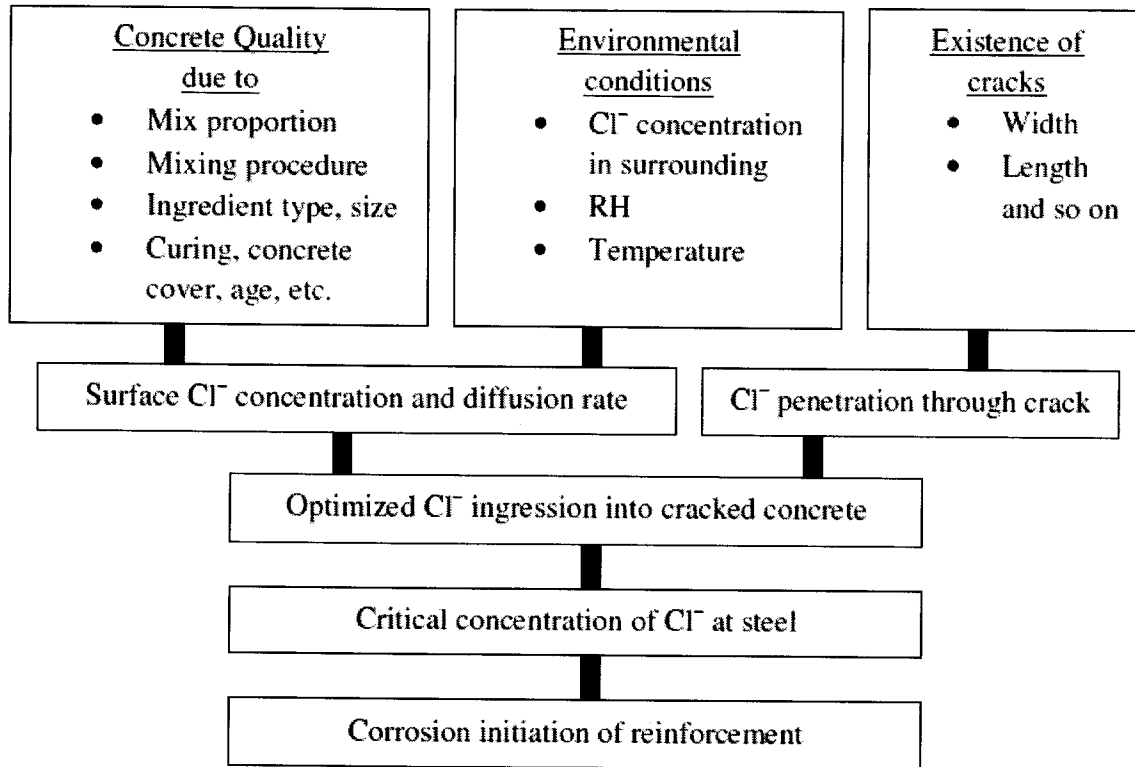 Concrete Quality
due to
• Mix proportion
• Mixing procedure
• Ingredient type, size
• Curing, concrete
cover, age, etc.
Environmental
conditions
• Cl⁻ concentration
in surrounding
• RH
• Temperature
Existence of
cracks
• Width
• Length
and so on
Surface Cl⁻ concentration and diffusion rate
Cl⁻ penetration through crack
Optimized Cl⁻ ingression into cracked concrete
Critical concentration of Cl⁻ at steel
Corrosion initiation of reinforcement